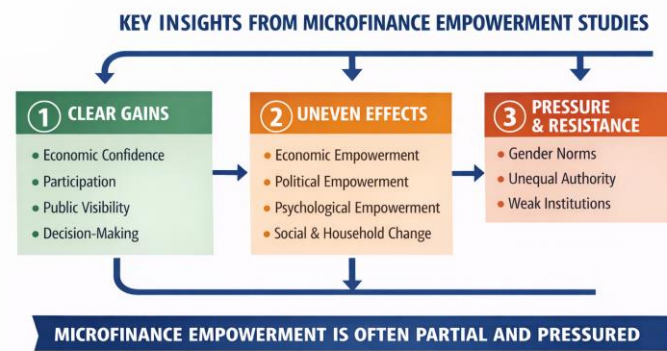 KEY INSIGHTS FROM MICROFINANCE EMPOWERMENT STUDIES
1 CLEAR GAINS
• Economic Confidence
• Participation
• Public Visibility
• Decision-Making
2 UNEVEN EFFECTS
• Economic Empowerment
• Political Empowerment
• Psychological Empowerment
• Social & Household Change
3 PRESSURE
& RESISTANCE
• Gender Norms
• Unequal Authority
• Weak Institutions
MICROFINANCE EMPOWERMENT IS OFTEN PARTIAL AND PRESSURED